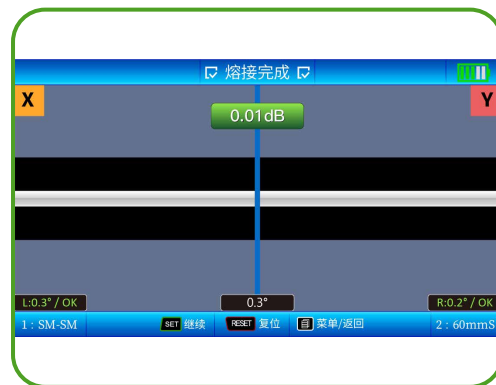 熔接完成
X
Y
0.01dB
L:0.3° / OK
0.3°
R:0.2° / OK
1 : SM-SM
SET 继续
RESET 复位
菜单/返回
2 : 60mmS